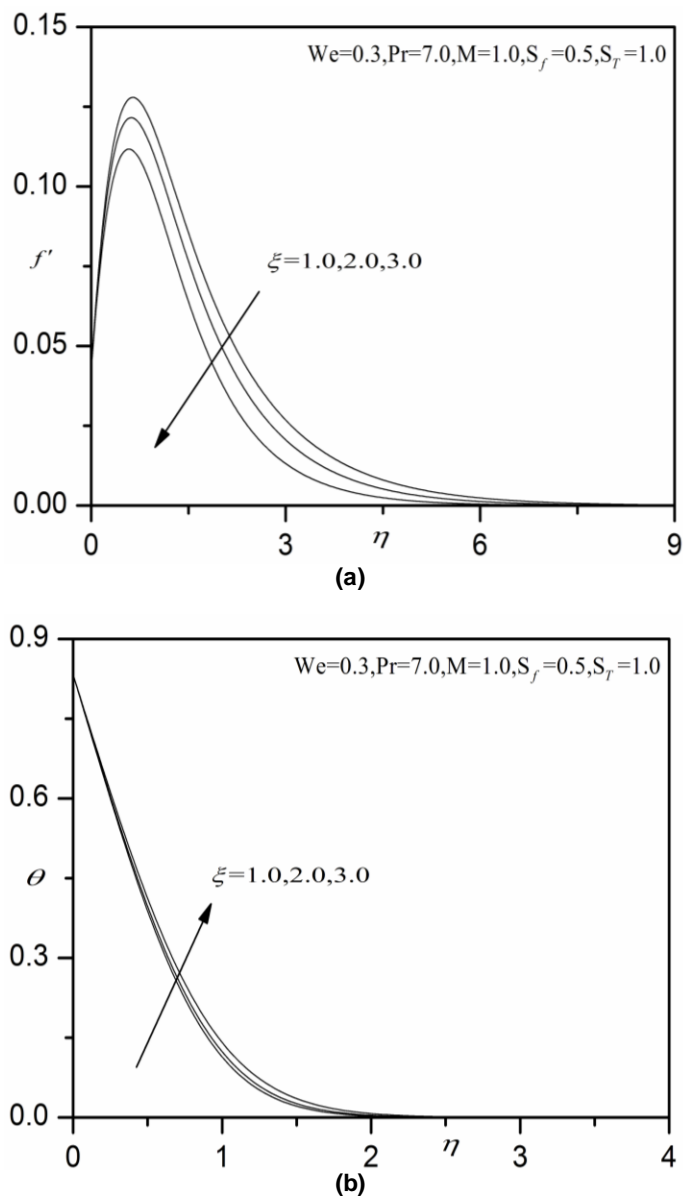 0.15
We=0.3,Pr=7.0,M=1.0,S_f=0.5,S_T=1.0
0.10
f′
ξ=1.0,2.0,3.0
0.05
0.00
0 3 η 6 9
(a)
0.9
We=0.3,Pr=7.0,M=1.0,S_f=0.5,S_T=1.0
0.6
θ
ξ=1.0,2.0,3.0
0.3
0.0
0 1 2 η 3 4
(b)